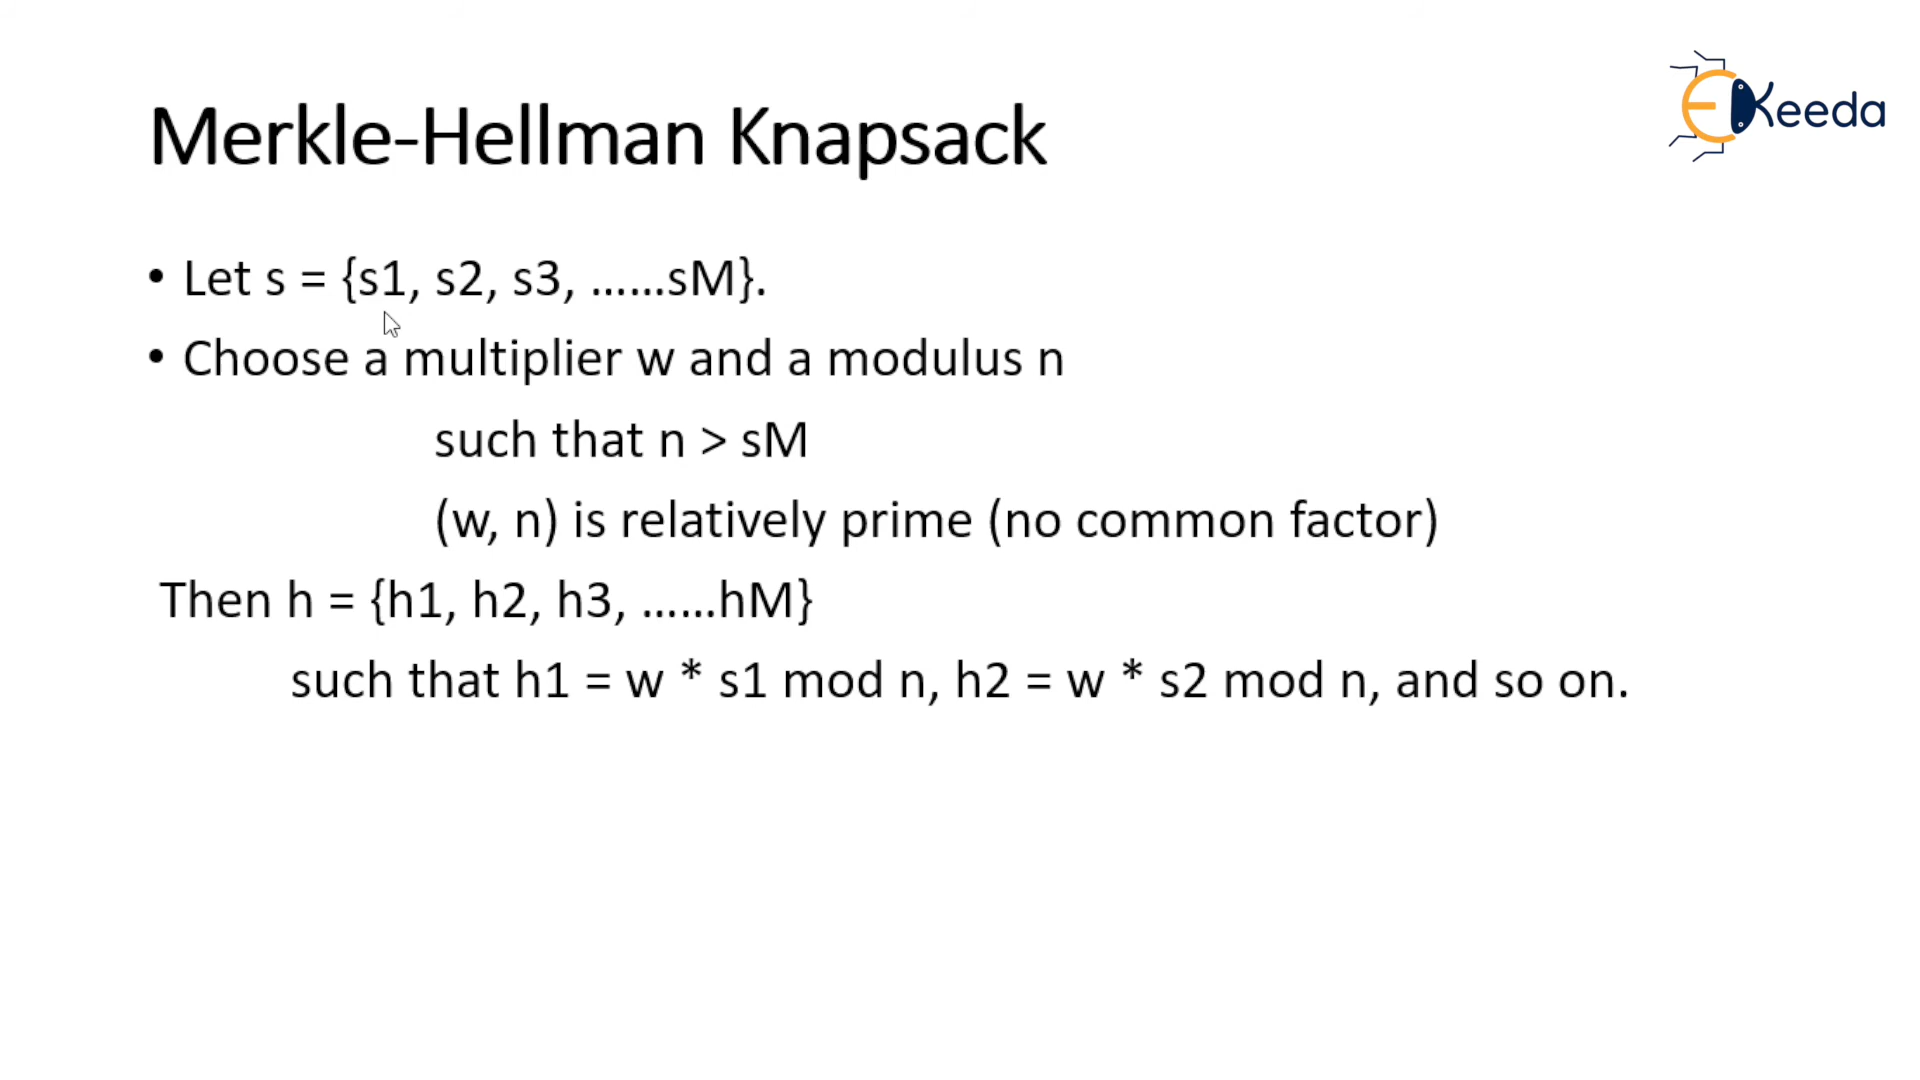 Merkle-Hellman Knapsack
EKeeda
• Let s = {s1, s2, s3, ……sM}.
• Choose a multiplier w and a modulus n
such that n > sM
(w, n) is relatively prime (no common factor)
Then h = {h1, h2, h3, ……hM}
such that h1 = w * s1 mod n, h2 = w * s2 mod n, and so on.